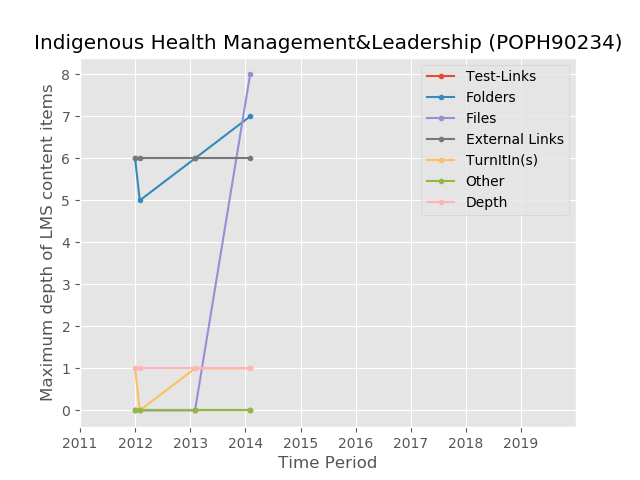 Indigenous Health Management&Leadership (POPH90234)
8
7
6
5
4
3
2
1
0
Maximum depth of LMS content items
Test-Links
Folders
Files
External Links
TurnItIn(s)
Other
Depth
2011 2012 2013 2014 2015 2016 2017 2018 2019
Time Period